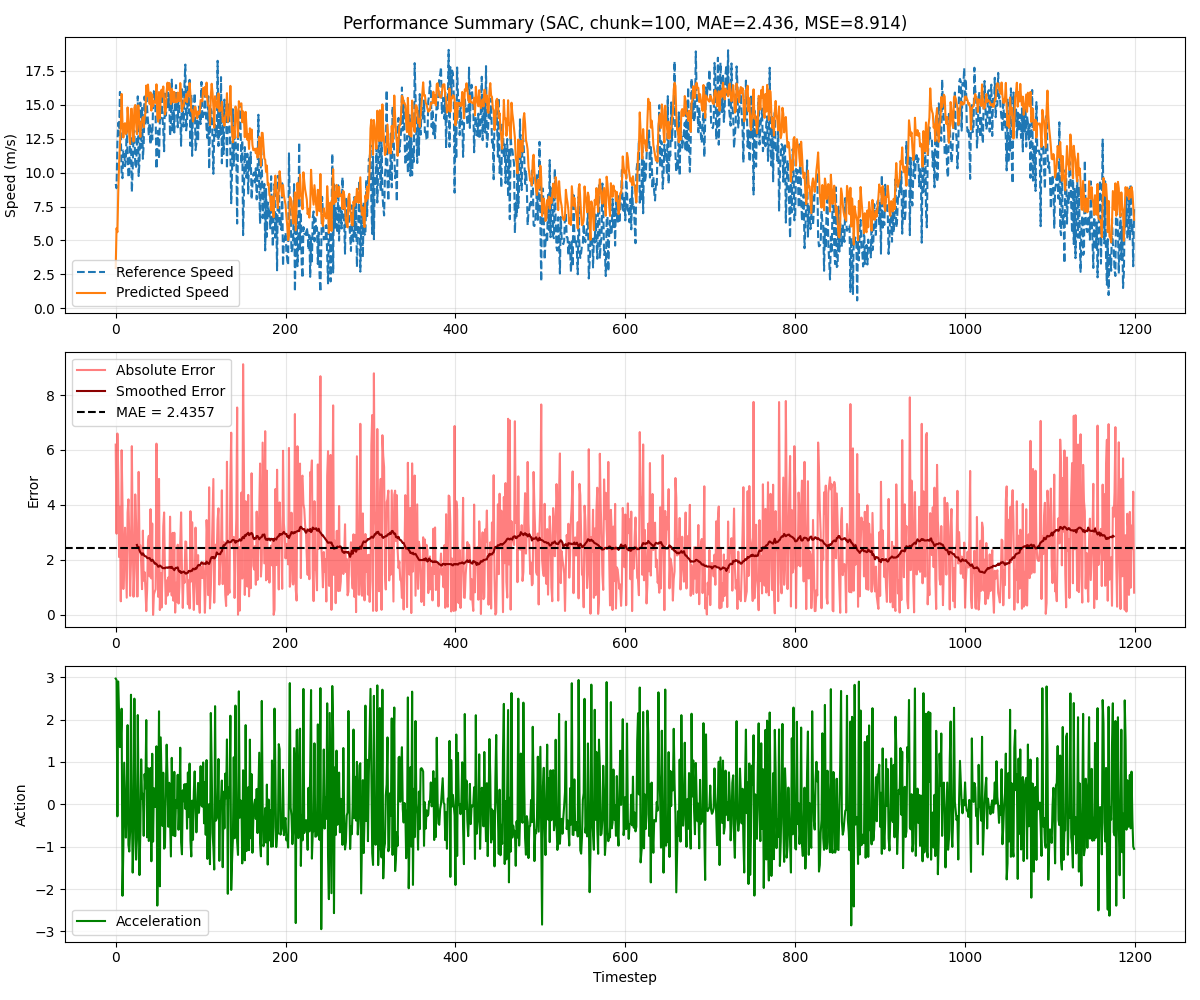 Performance Summary (SAC, chunk=100, MAE=2.436, MSE=8.914)
Speed (m/s)
17.5
15.0
12.5
10.0
7.5
5.0
2.5
0.0
Reference Speed
Predicted Speed
0 200 400 600 800 1000 1200
Error
8
6
4
2
0
Absolute Error
Smoothed Error
MAE = 2.4357
0 200 400 600 800 1000 1200
Action
3
2
1
0
−1
−2
−3
Acceleration
0 200 400 600 800 1000 1200
Timestep